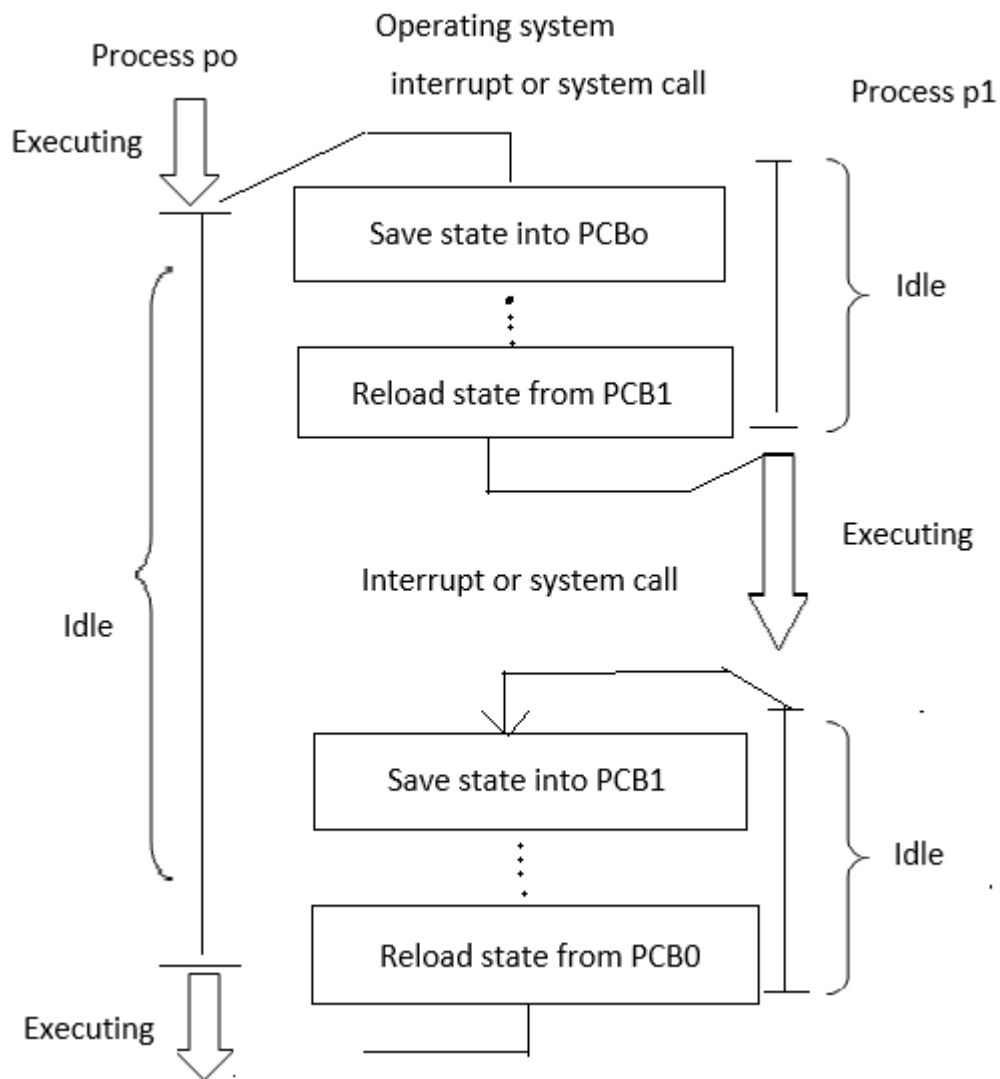 Operating system
Process po
interrupt or system call
Process p1
Executing
Save state into PCBo
Idle
Reload state from PCB1
Executing
Interrupt or system call
Idle
Save state into PCB1
Idle
Reload state from PCB0
Executing